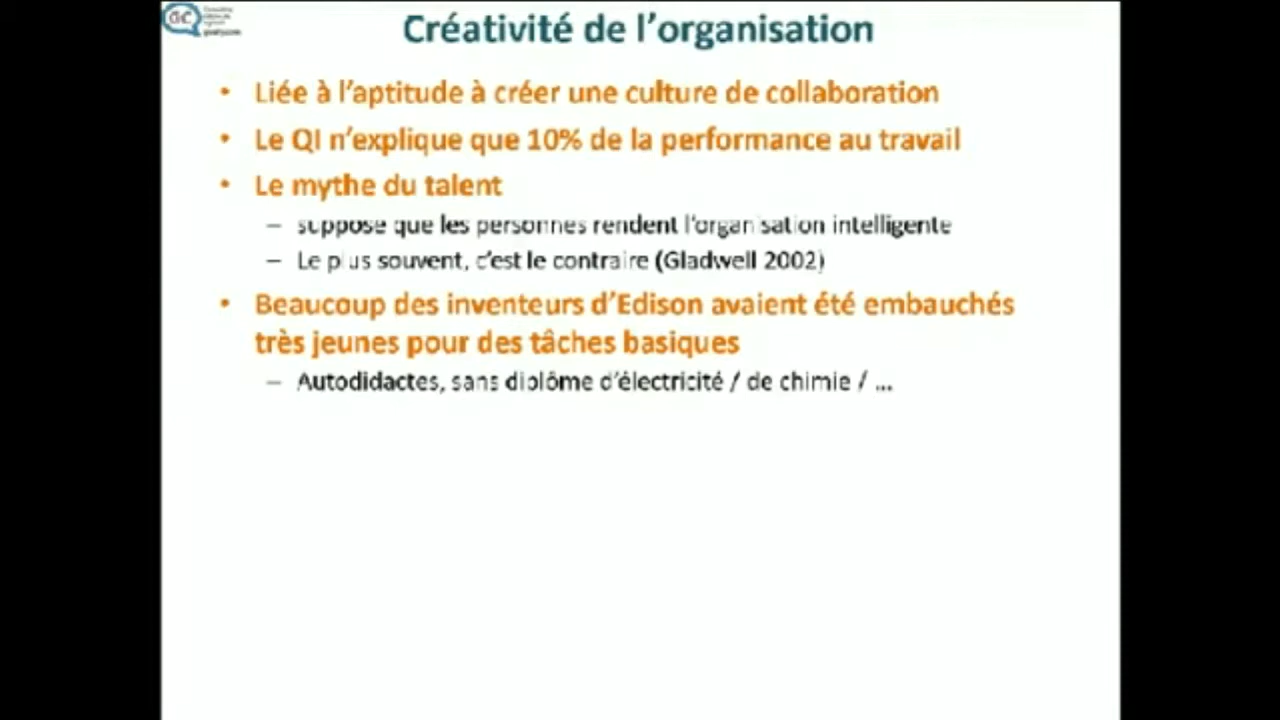 GC
Créativité de l'organisation
• Liée à l'aptitude à créer une culture de collaboration
• Le QI n'explique que 10% de la performance au travail
• Le mythe du talent
– suppose que les personnes rendent l'organisation intelligente
– Le plus souvent, c'est le contraire (Gladwell 2002)
• Beaucoup des inventeurs d'Edison avaient été embauchés
très jeunes pour des tâches basiques
– Autodidactes, sans diplôme d'électricité / de chimie / ...